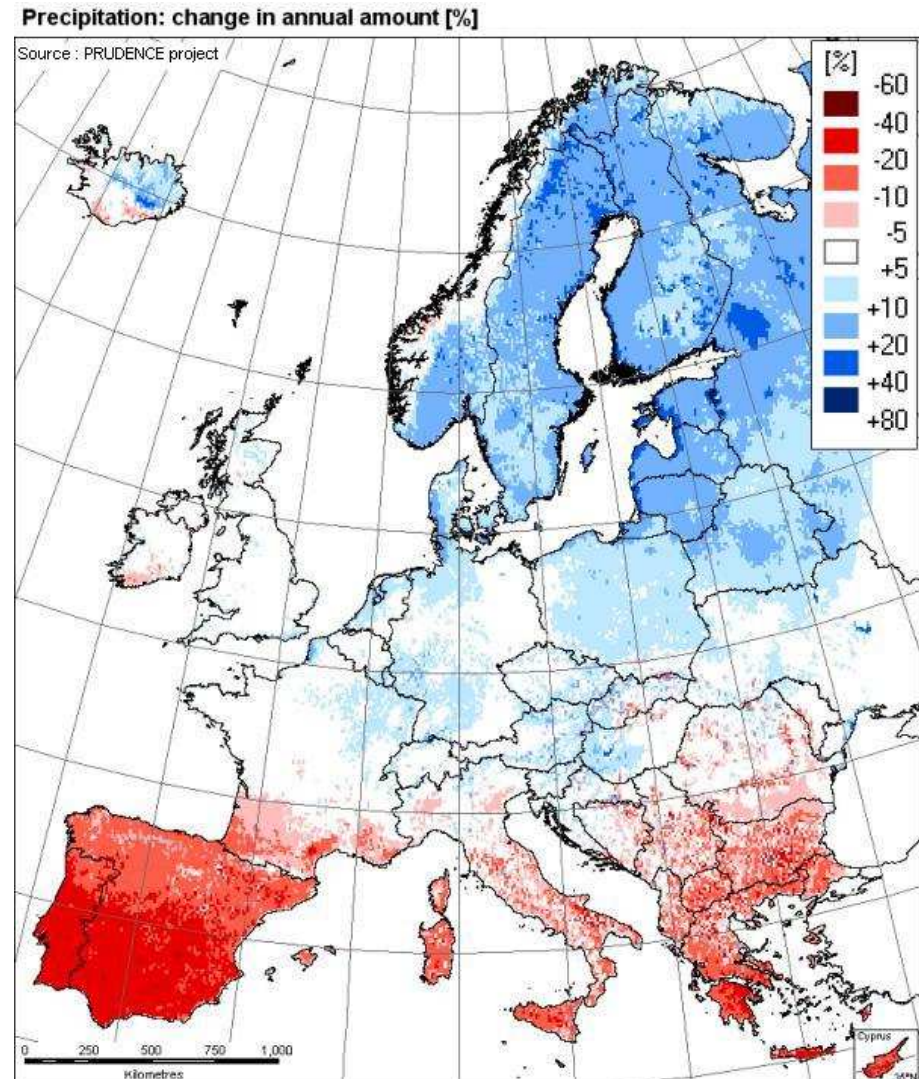 Precipitation: change in annual amount [%]
Source : PRUDENCE project
[%]
-60
-40
-20
-10
-5
+5
+10
+20
+40
+80
0 250 500 750 1,000
Kilometres
Cyprus